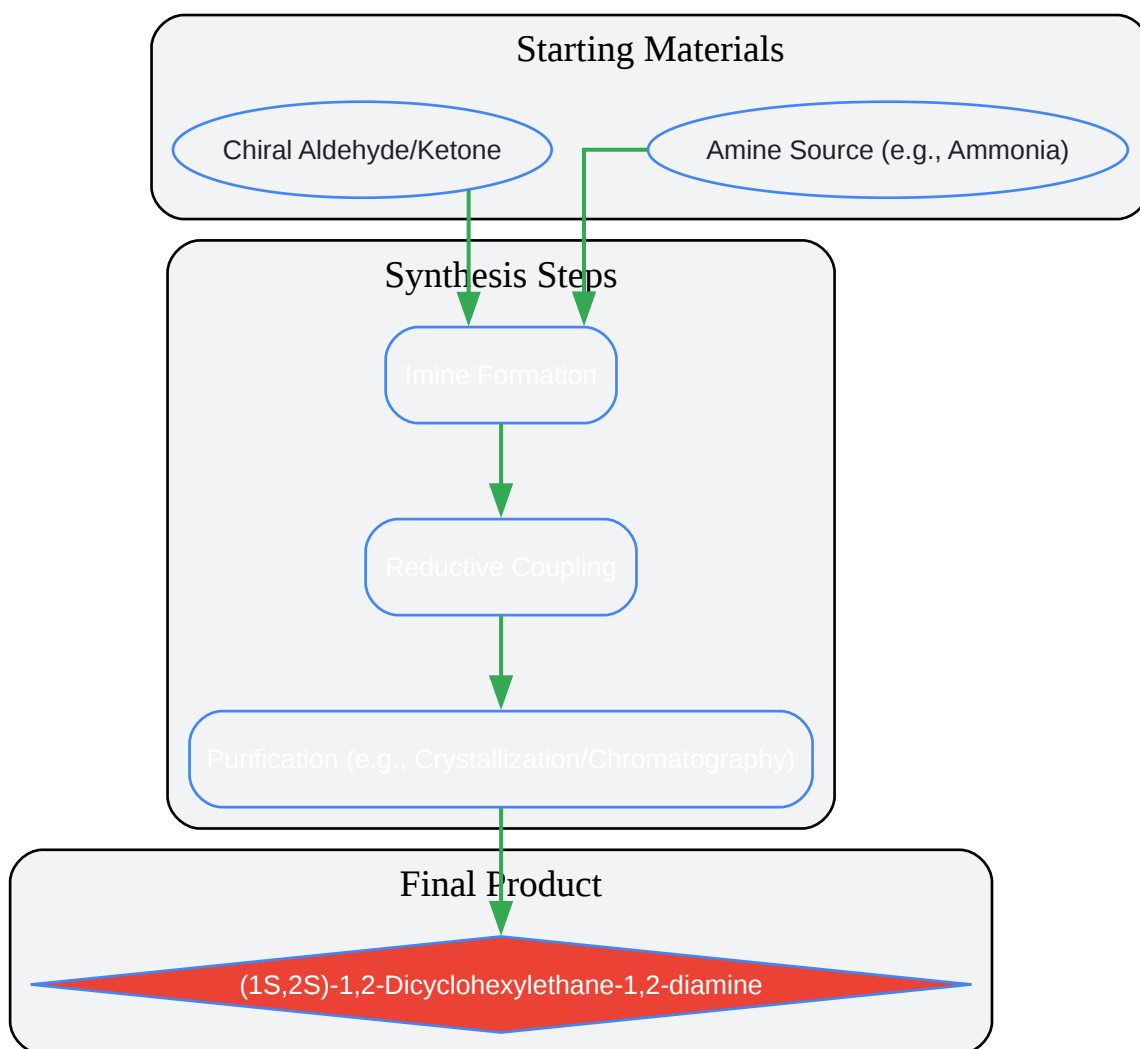 Starting Materials
Chiral Aldehyde/Ketone
Amine Source (e.g., Ammonia)
Synthesis Steps
Imine Formation
Reductive Coupling
Purification (e.g., Crystallization/Chromatography)
Final Product
(1S,2S)-1,2-Dicyclohexylethane-1,2-diamine